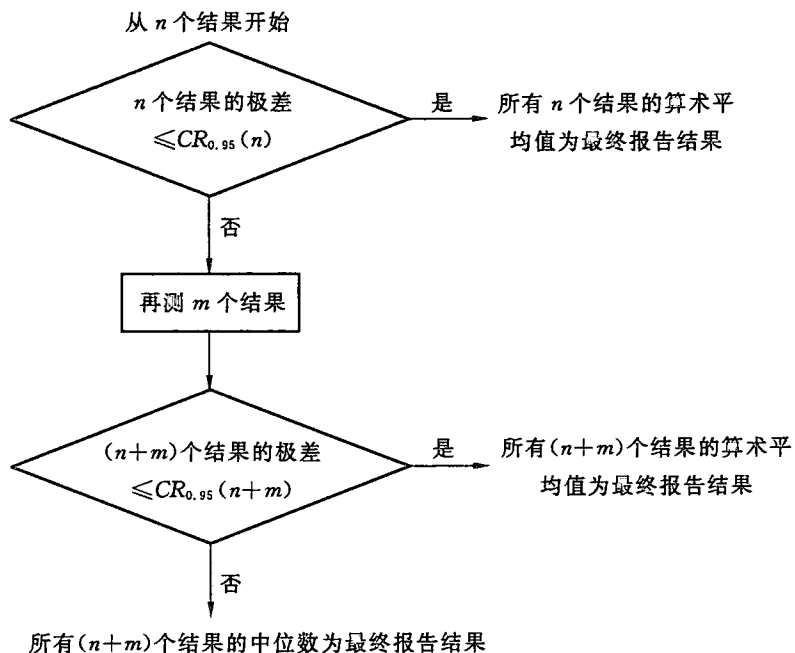 从 n 个结果开始
n 个结果的极差
≤CR₀.₉₅(n)
是
所有 n 个结果的算术平
均值为最终报告结果
否
再测 m 个结果
(n+m)个结果的极差
≤CR₀.₉₅(n+m)
是
所有(n+m)个结果的算术平
均值为最终报告结果
否
所有(n+m)个结果的中位数为最终报告结果